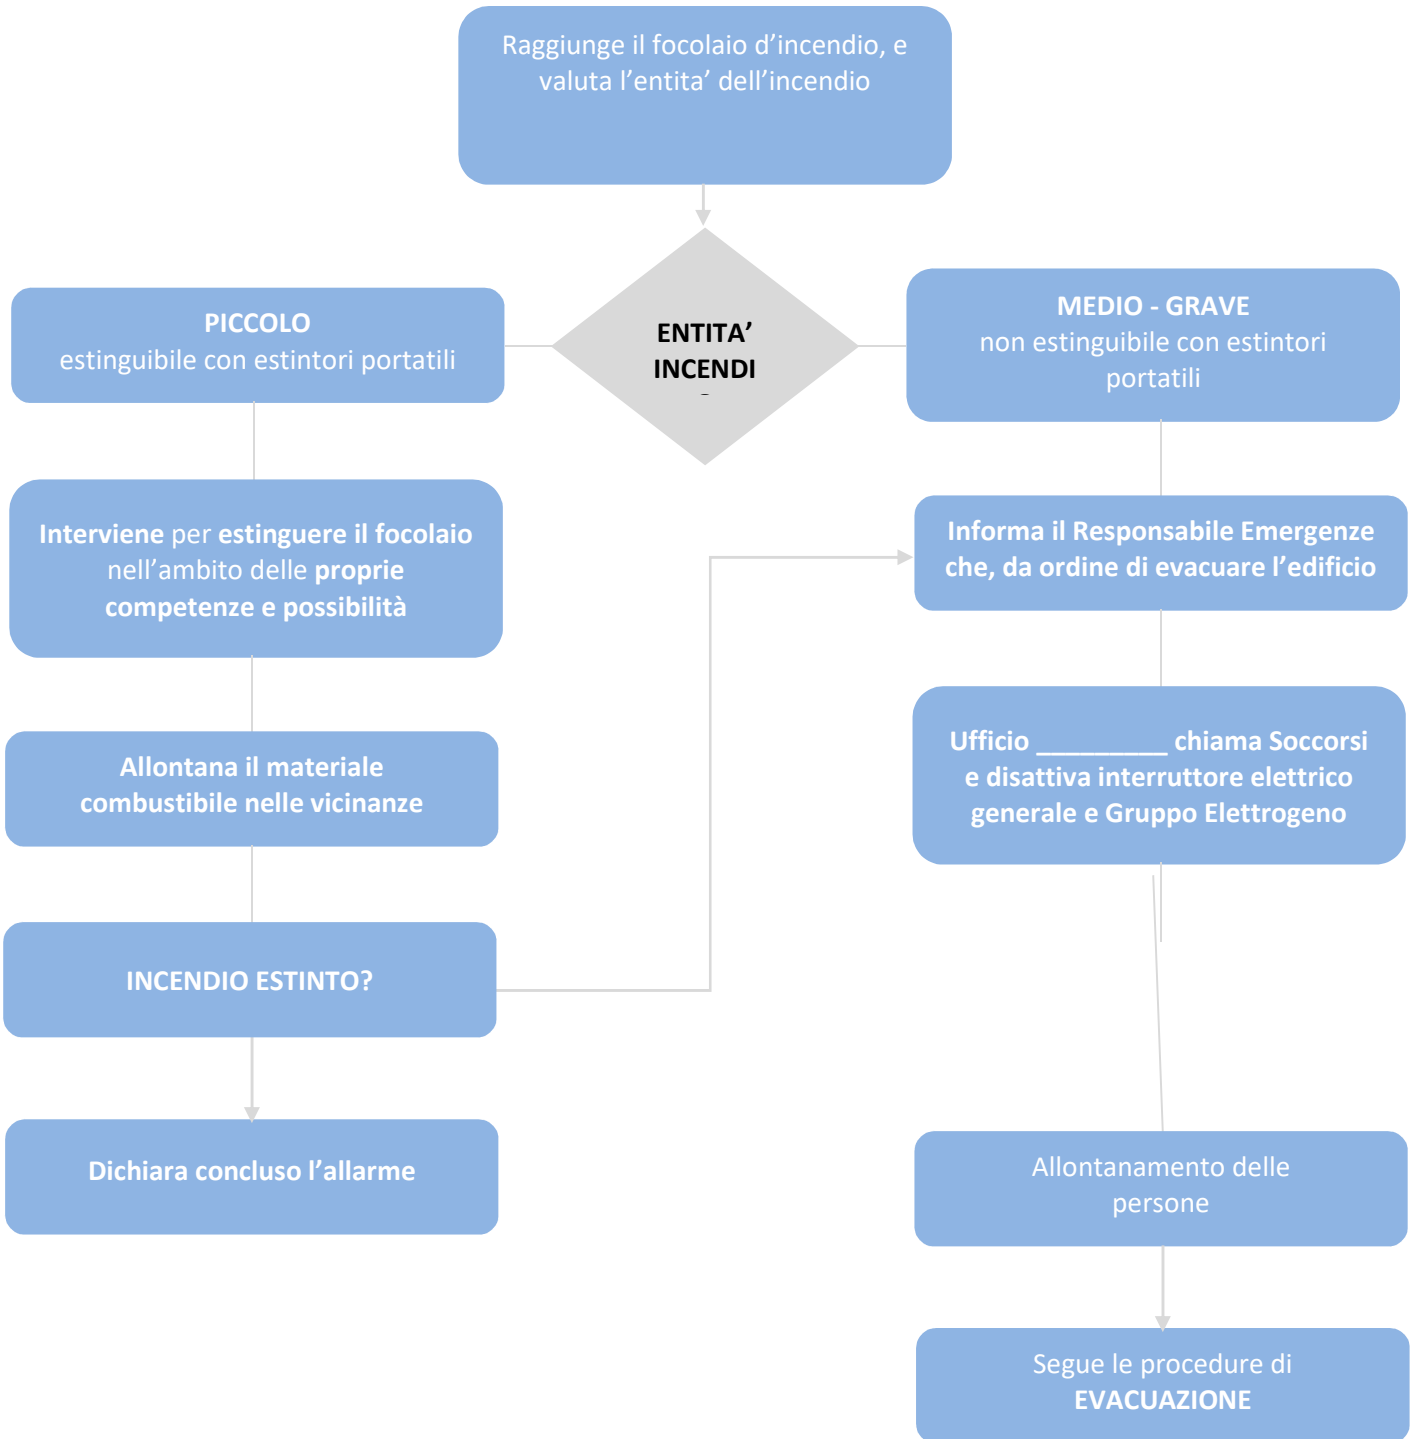 Raggiunge il focolaio d’incendio, e
valuta l’entita’ dell’incendio
ENTITA’
INCENDI
PICCOLO
estinguibile con estintori portatili
Interviene per estinguere il focolaio
nell’ambito delle proprie
competenze e possibilità
Allontana il materiale
combustibile nelle vicinanze
INCENDIO ESTINTO?
Dichiara concluso l’allarme
MEDIO - GRAVE
non estinguibile con estintori
portatili
Informa il Responsabile Emergenze
che, da ordine di evacuare l’edificio
Ufficio _________ chiama Soccorsi
e disattiva interruttore elettrico
generale e Gruppo Elettrogeno
Allontanamento delle
persone
Segue le procedure di
EVACUAZIONE